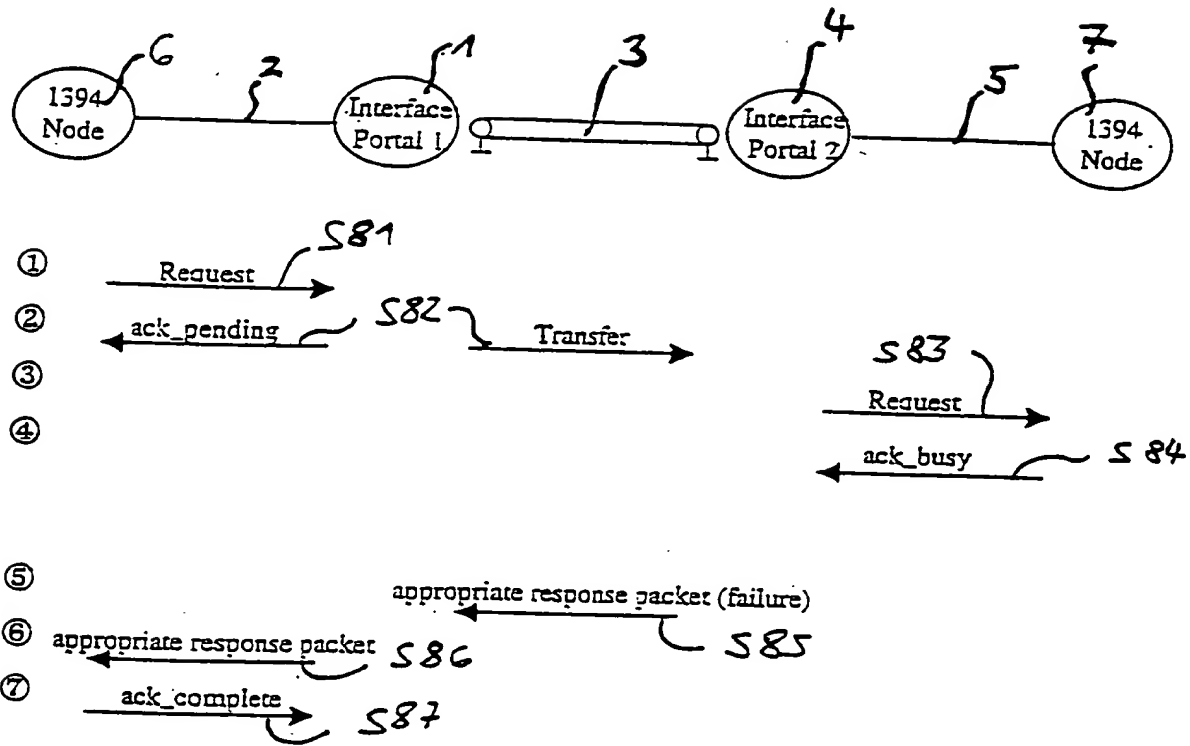 6 2 1 3 4 5 7
1394 Node
Interface Portal 1
Interface Portal 2
1394 Node
① Request S81
② ack_pending S82 Transfer
③ Request S83
④ ack_busy S84
⑤ appropriate response packet (failure) S85
⑥ appropriate response packet S86
⑦ ack_complete S87